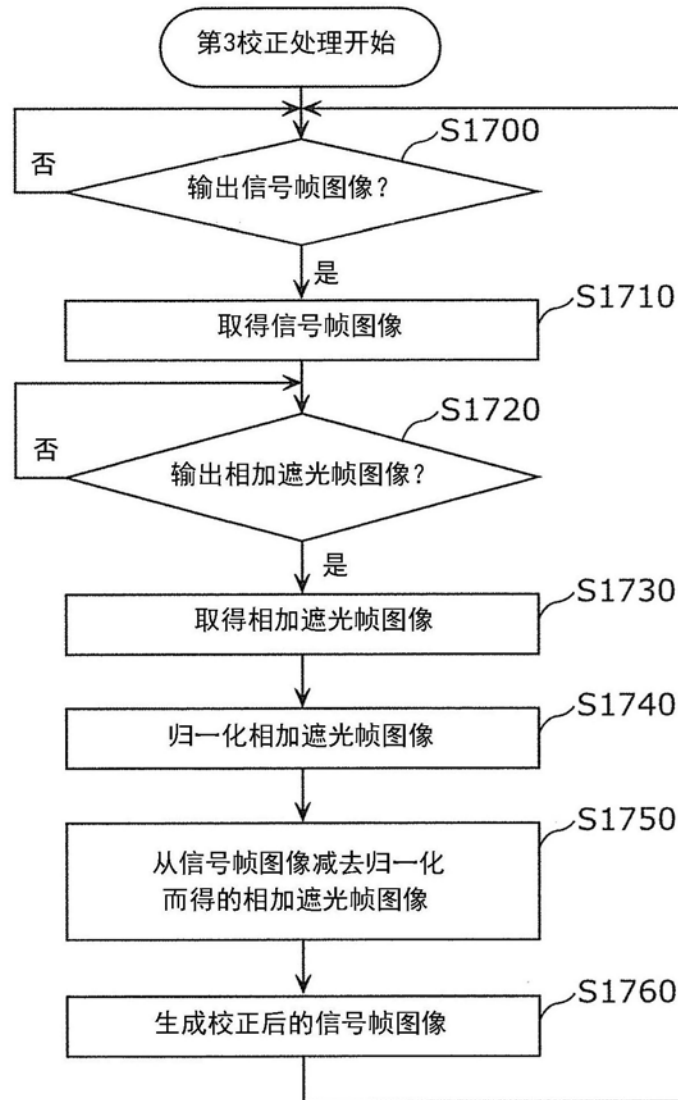 第3校正处理开始
S1700
否
输出信号帧图像?
是
S1710
取得信号帧图像
S1720
否
输出相加遮光帧图像?
是
S1730
取得相加遮光帧图像
S1740
归一化相加遮光帧图像
S1750
从信号帧图像减去归一化
而得的相加遮光帧图像
S1760
生成校正后的信号帧图像